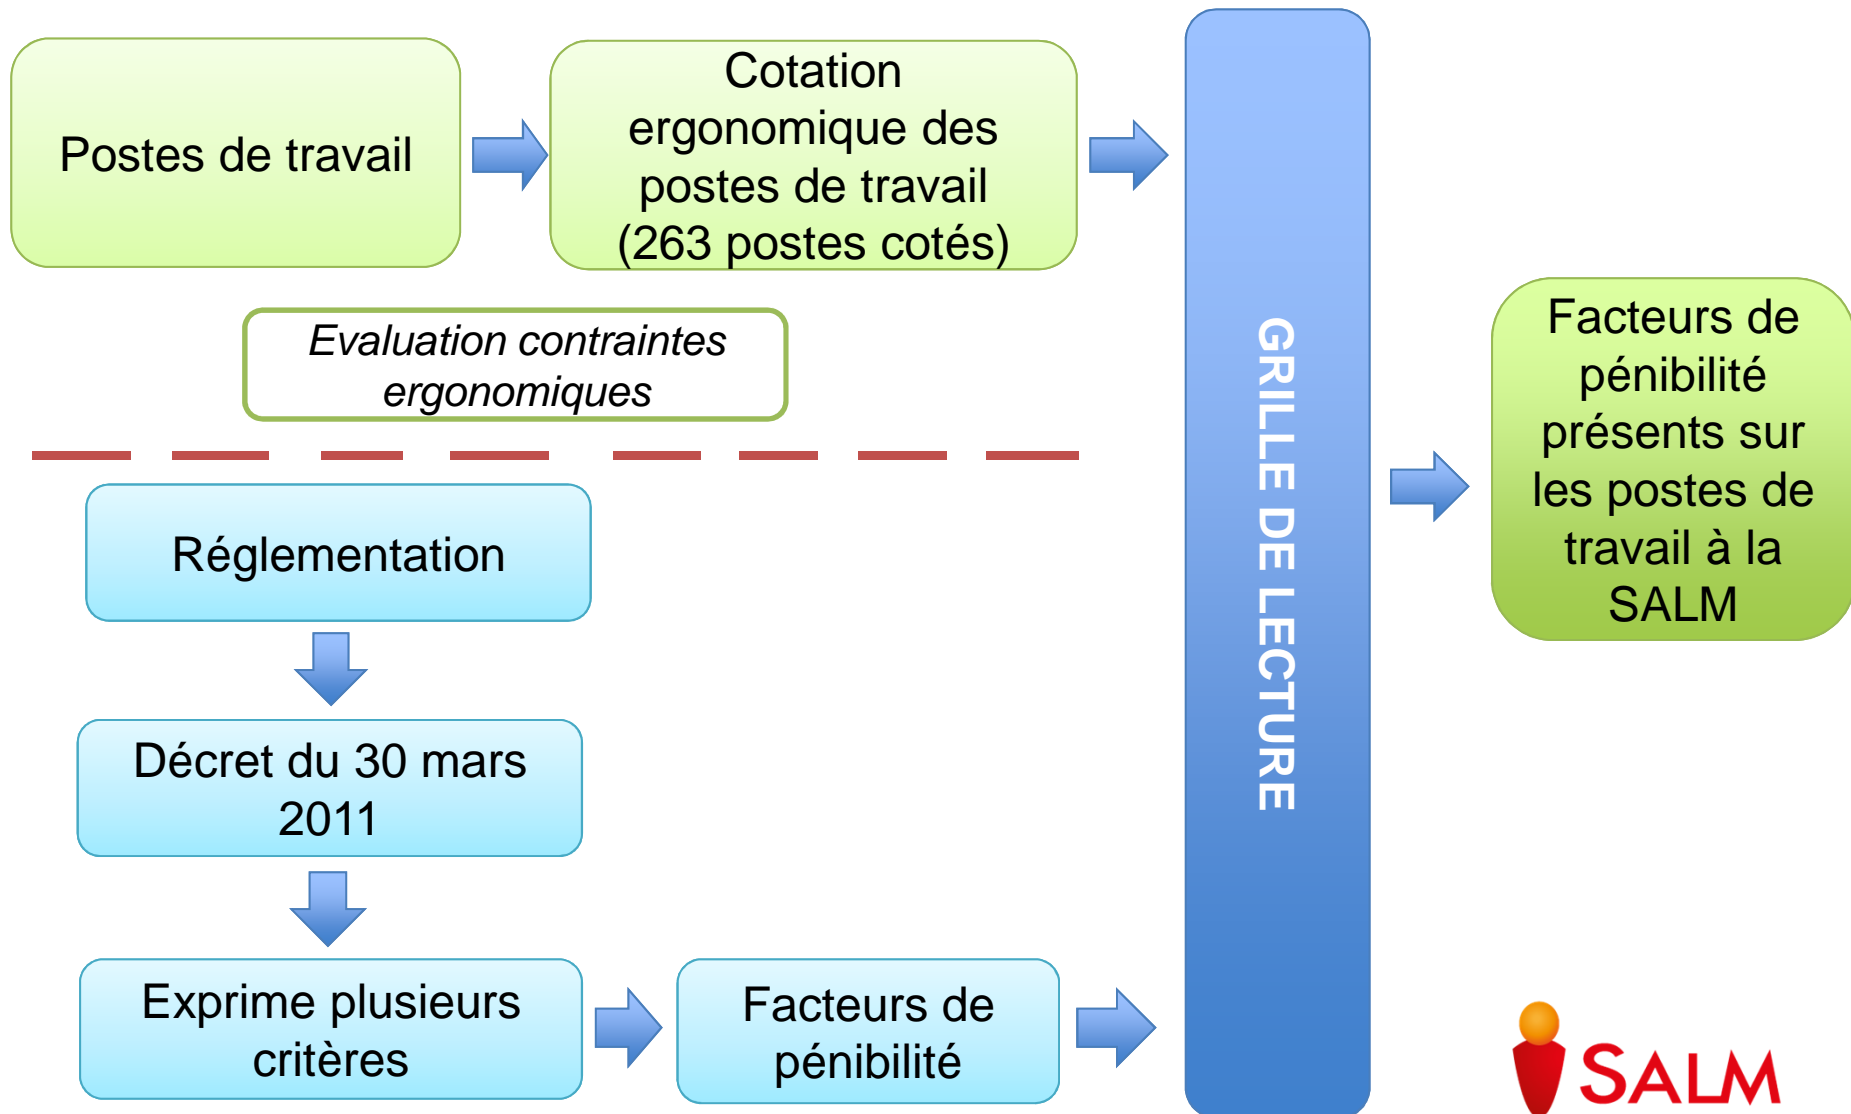 Postes de travail
Cotation
ergonomique des
postes de travail
(263 postes cotés)
Evaluation contraintes
ergonomiques
Réglementation
Décret du 30 mars
2011
Exprime plusieurs
critères
Facteurs de
pénibilité
GRILLE DE LECTURE
Facteurs de
pénibilité
présents sur
les postes de
travail à la
SALM
SALM